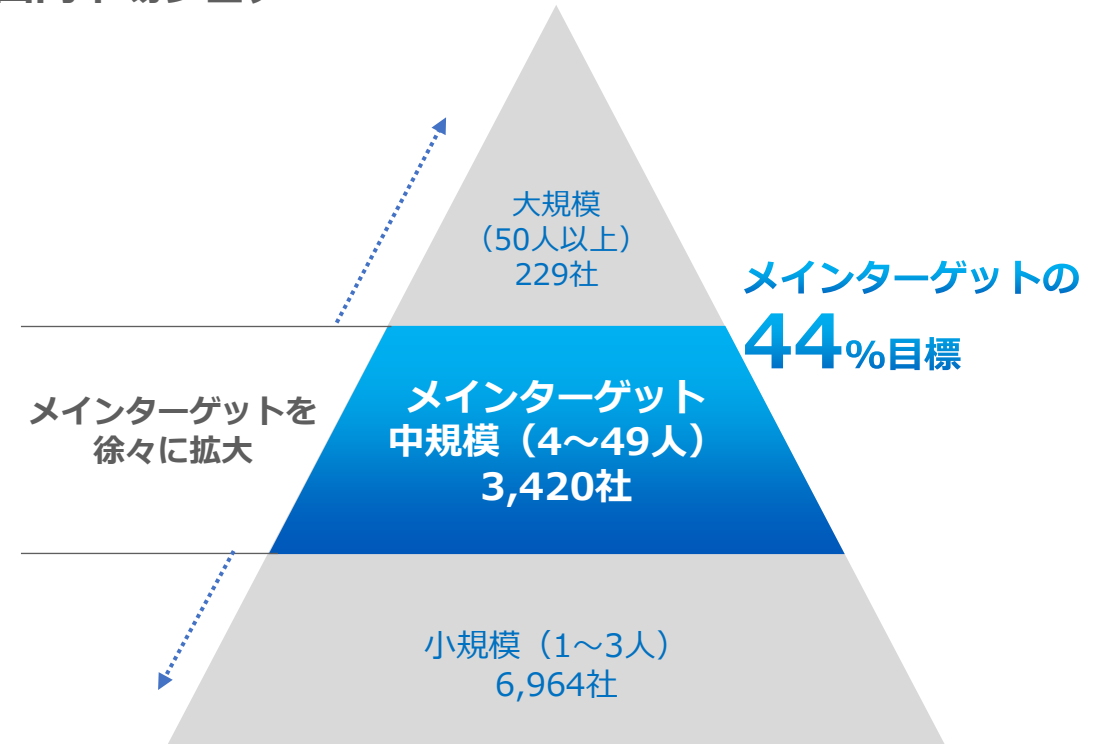 大規模
（50人以上）
229社
メインターゲットの
44%目標
メインターゲットを
徐々に拡大
メインターゲット
中規模（4～49人）
3,420社
小規模（1～3人）
6,964社